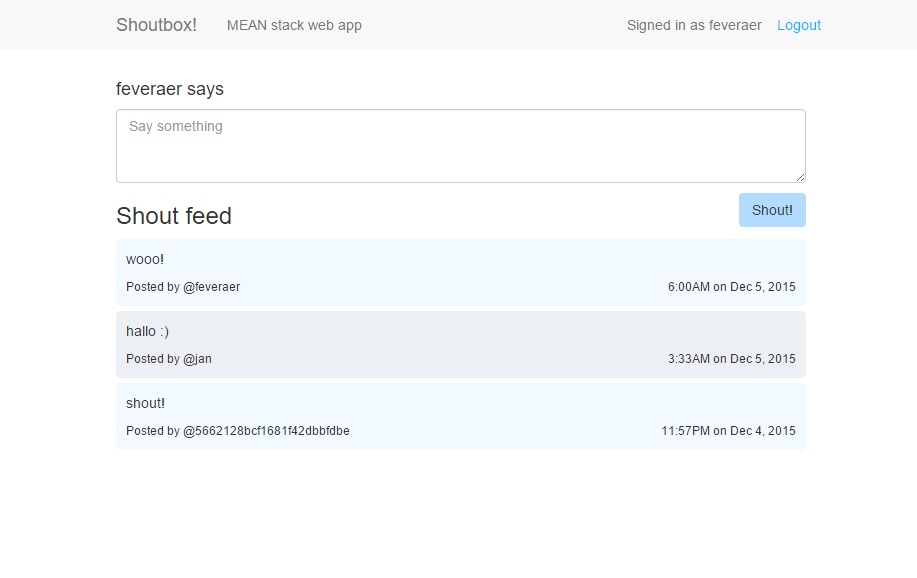 Shoutbox! MEAN stack web app Signed in as feveraer Logout
feveraer says
Say something
Shout feed Shout!
wooo!
Posted by @feveraer 6:00AM on Dec 5, 2015
hallo :)
Posted by @jan 3:33AM on Dec 5, 2015
shout!
Posted by @5662128bcf1681f42dbbfdbe 11:57PM on Dec 4, 2015